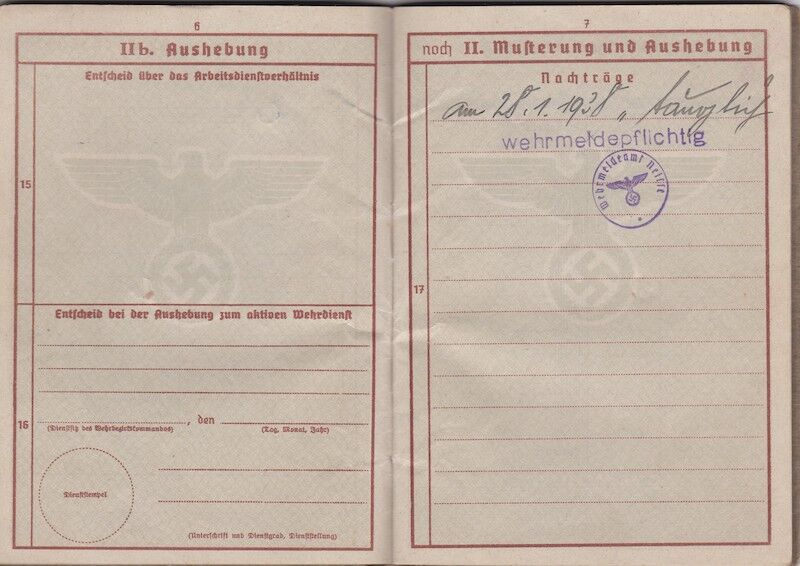 6
IIb. Aushebung
15
Entscheid über das Arbeitsdienstverhältnis
Entscheid bei der Aushebung zum aktiven Wehrdienst
16
, den
(Dienstsitz des Wehrbezirkskommandos)
(Tag, Monat, Jahr)
Dienststempel
(Unterschrift und Dienstgrad, Dienststellung)
7
noch II. Musterung und Aushebung
Nachträge
am 28.1.1938 „
wehrmeldepflichtig
Wehrmeldeamt Neisse
17